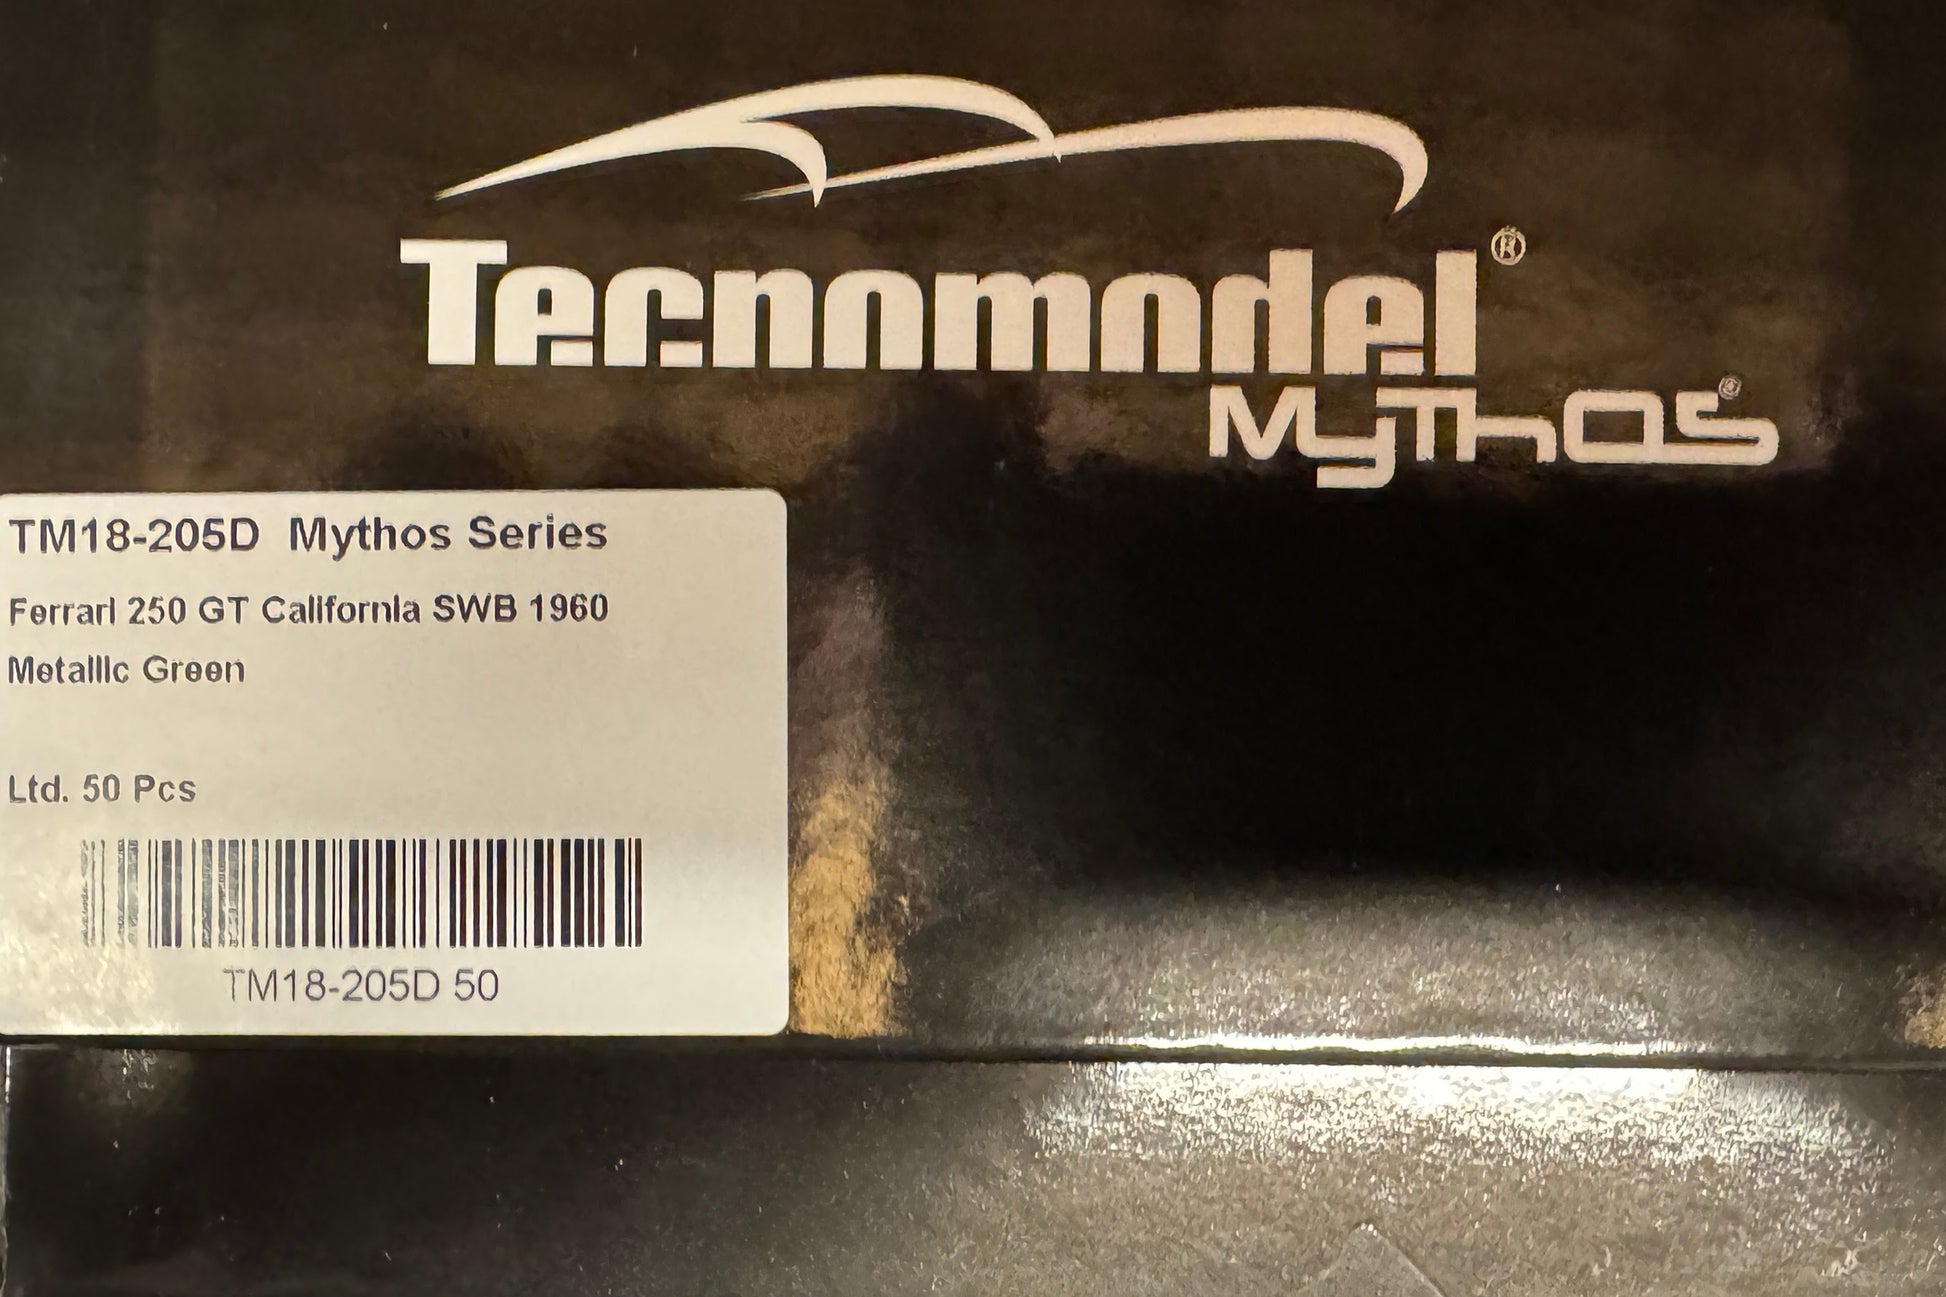 Tecnomodel®
Mythos®
TM18-205D Mythos Series
Ferrari 250 GT California SWB 1960
Metallic Green
Ltd. 50 Pcs
TM18-205D 50